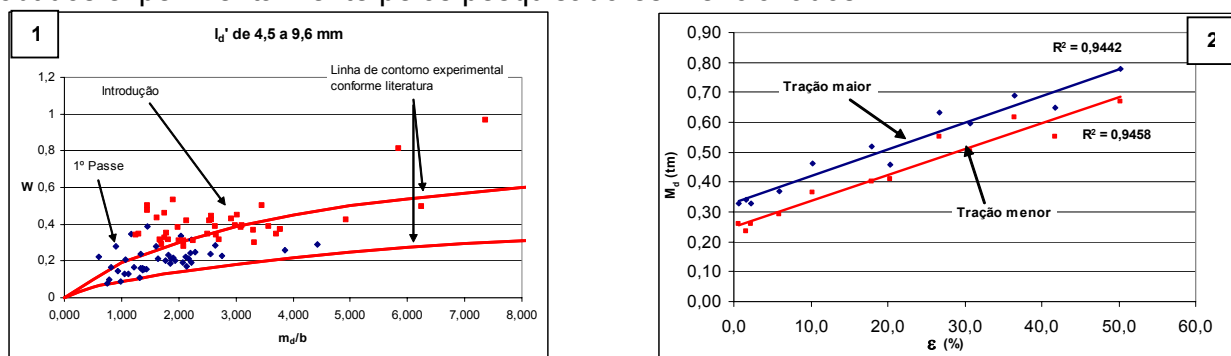 1
I_d' de 4,5 a 9,6 mm
W
1,2
1
0,8
0,6
0,4
0,2
0
0,000 1,000 2,000 3,000 4,000 5,000 6,000 7,000 8,000
m_d/b
Introdução
1º Passe
Linha de contorno experimental
conforme literatura
2
M_d (tm)
0,90
0,80
0,70
0,60
0,50
0,40
0,30
0,20
0,10
0,00
0,0 10,0 20,0 30,0 40,0 50,0 60,0
ε (%)
R² = 0,9442
Tração maior
R² = 0,9458
Tração menor